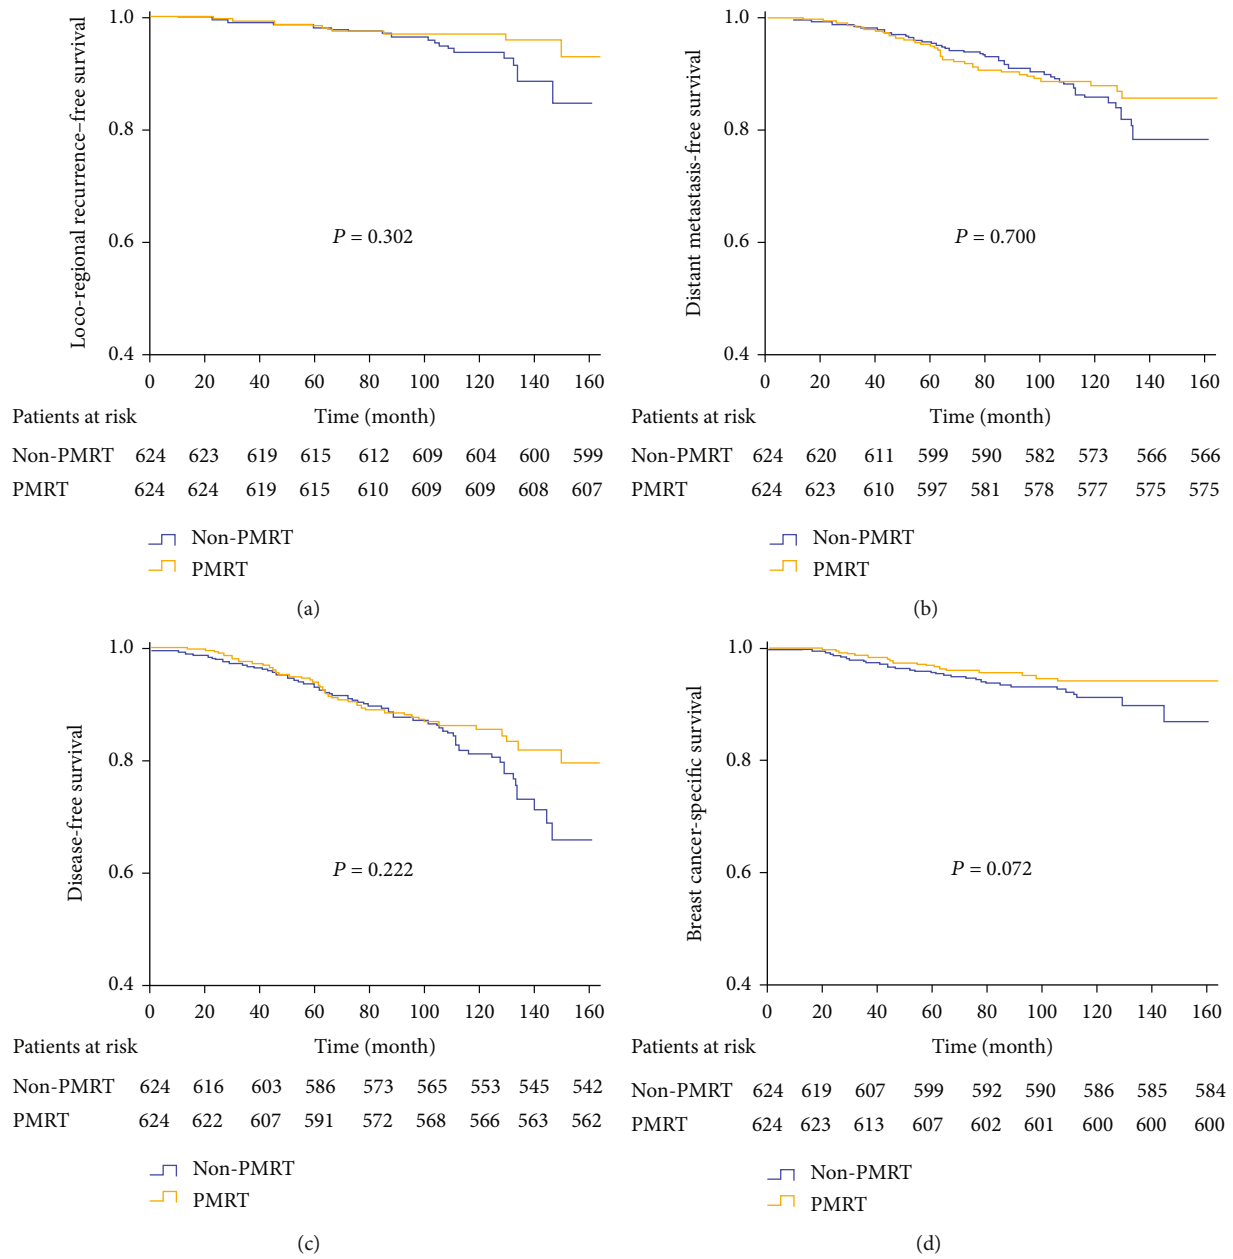 Loco-regional recurrence–free survival
1.0
0.8
0.6
0.4
P = 0.302
0 20 40 60 80 100 120 140 160
Patients at risk Time (month)
Non-PMRT 624 623 619 615 612 609 604 600 599
PMRT 624 624 619 615 610 609 609 608 607
Non-PMRT
PMRT
(a)
Distant metastasis-free survival
1.0
0.8
0.6
0.4
P = 0.700
0 20 40 60 80 100 120 140 160
Patients at risk Time (month)
Non-PMRT 624 620 611 599 590 582 573 566 566
PMRT 624 623 610 597 581 578 577 575 575
Non-PMRT
PMRT
(b)
Disease-free survival
1.0
0.8
0.6
0.4
P = 0.222
0 20 40 60 80 100 120 140 160
Patients at risk Time (month)
Non-PMRT 624 616 603 586 573 565 553 545 542
PMRT 624 622 607 591 572 568 566 563 562
Non-PMRT
PMRT
(c)
Breast cancer-specific survival
1.0
0.8
0.6
0.4
P = 0.072
0 20 40 60 80 100 120 140 160
Patients at risk Time (month)
Non-PMRT 624 619 607 599 592 590 586 585 584
PMRT 624 623 613 607 602 601 600 600 600
Non-PMRT
PMRT
(d)